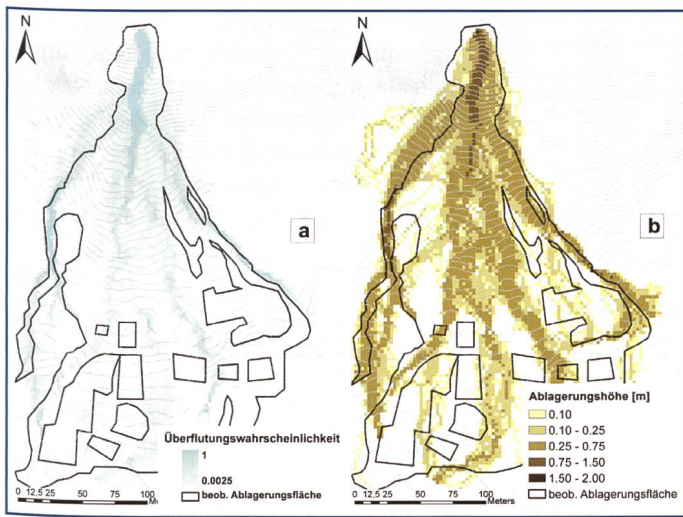 N
a
Überflutungswahrscheinlichkeit
1
0.0025
beob. Ablagerungsfläche
0 12,5 25 50 75 100
N
b
Ablagerungshöhe [m]
0.10
0.10 - 0.25
0.25 - 0.75
0.75 - 1.50
1.50 - 2.00
beob. Ablagerungsfläche
0 12,5 25 50 75 100
Meters